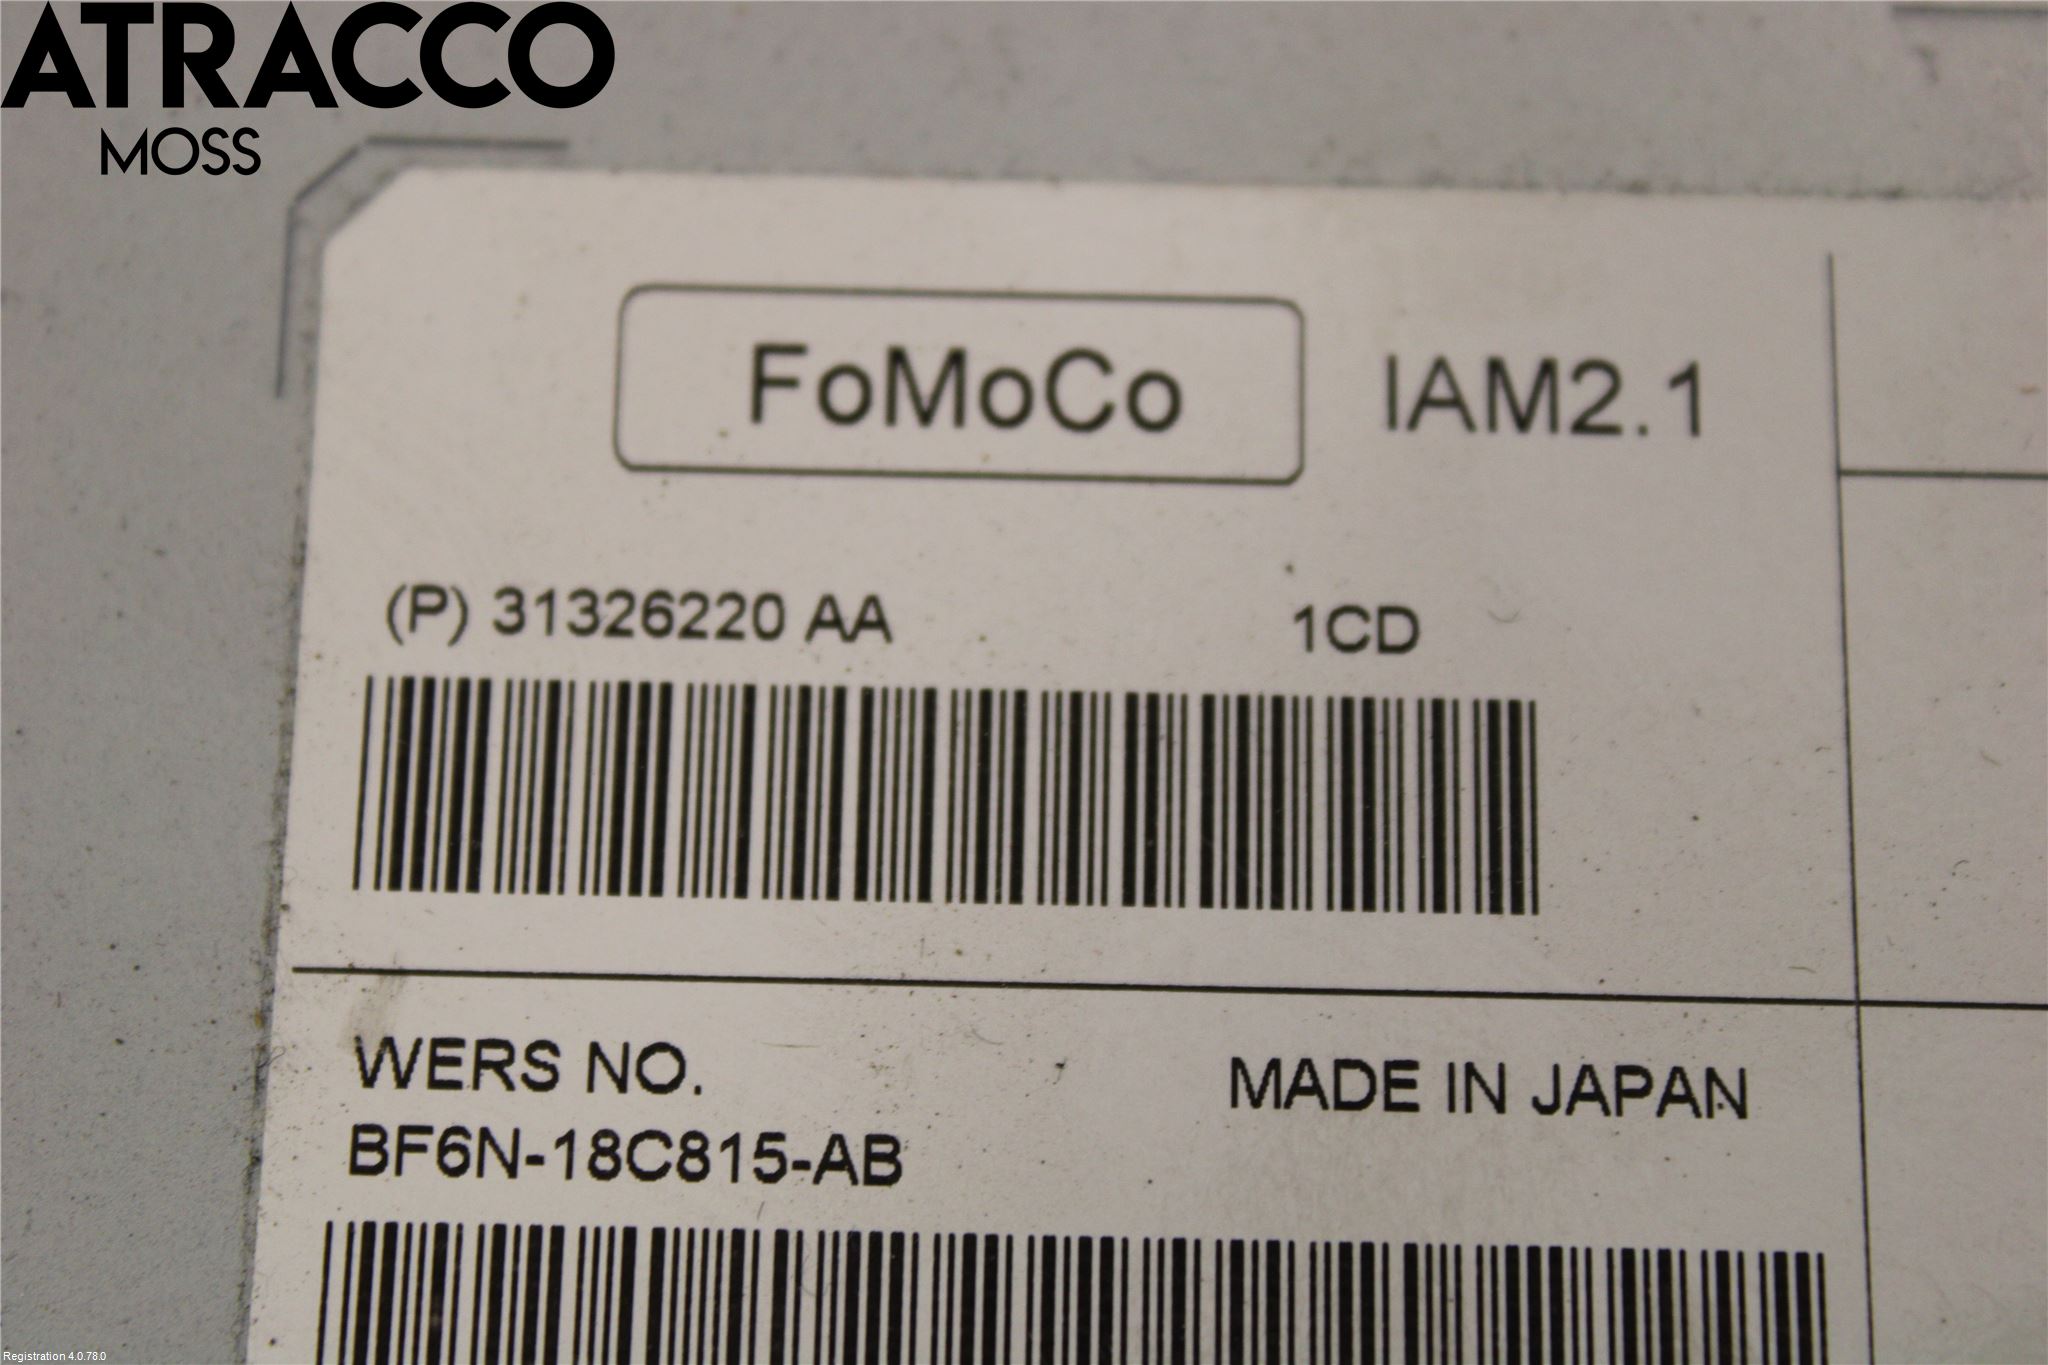 ATRACCO
MOSS
FoMoCo IAM2.1
(P) 31326220 AA 1CD
WERS NO. MADE IN JAPAN
BF6N-18C815-AB
Registration 4.0.78.0